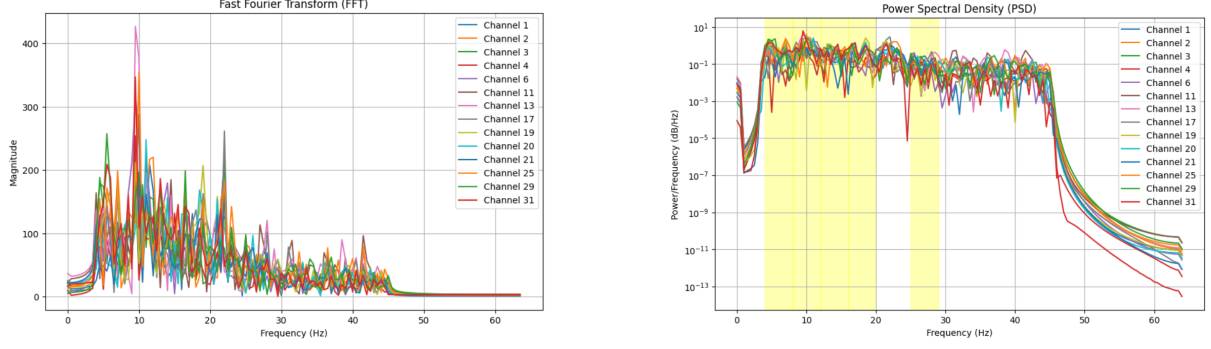 Fast Fourier Transform (FFT)
400
300
200
100
0
Magnitude
0 10 20 30 40 50 60
Frequency (Hz)
Channel 1
Channel 2
Channel 3
Channel 4
Channel 6
Channel 11
Channel 13
Channel 17
Channel 19
Channel 20
Channel 21
Channel 25
Channel 29
Channel 31
Power Spectral Density (PSD)
10¹
10⁻¹
10⁻³
10⁻⁵
10⁻⁷
10⁻⁹
10⁻¹¹
10⁻¹³
Power/Frequency (dB/Hz)
0 10 20 30 40 50 60
Frequency (Hz)
Channel 1
Channel 2
Channel 3
Channel 4
Channel 6
Channel 11
Channel 13
Channel 17
Channel 19
Channel 20
Channel 21
Channel 25
Channel 29
Channel 31